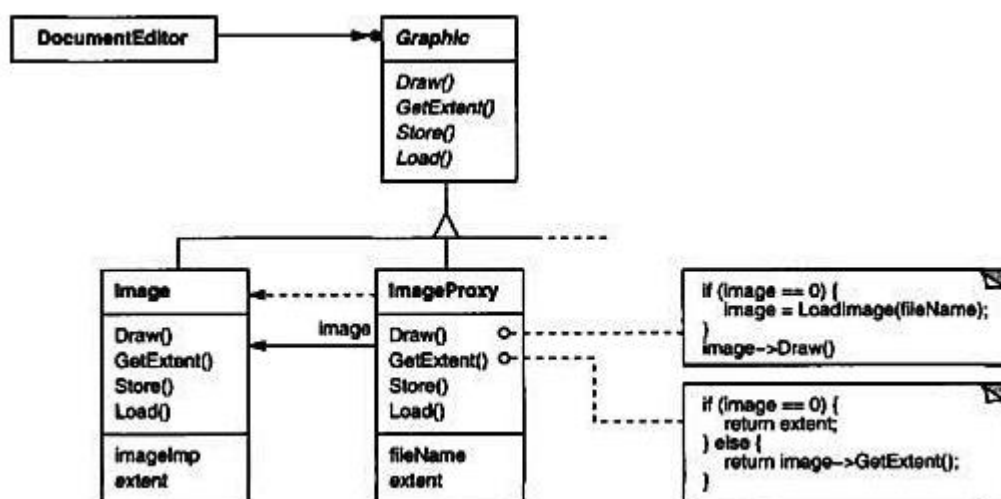 DocumentEditor
Graphic
Draw()
GetExtent()
Store()
Load()
Image
Draw()
GetExtent()
Store()
Load()
imageImp
extent
image
ImageProxy
Draw()
GetExtent()
Store()
Load()
fileName
extent
if (image == 0) {
image = LoadImage(fileName);
}
image->Draw()
if (image == 0) {
return extent;
} else {
return image->GetExtent();
}